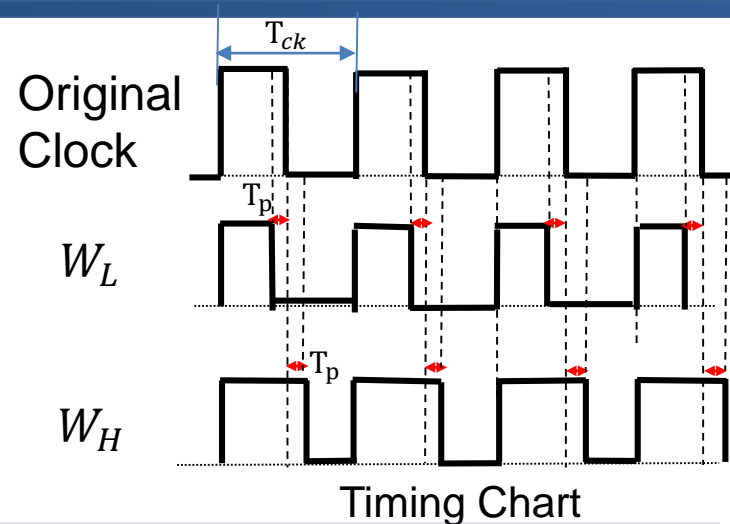 T_ck
Original
Clock
T_p
W_L
T_p
W_H
Timing Chart